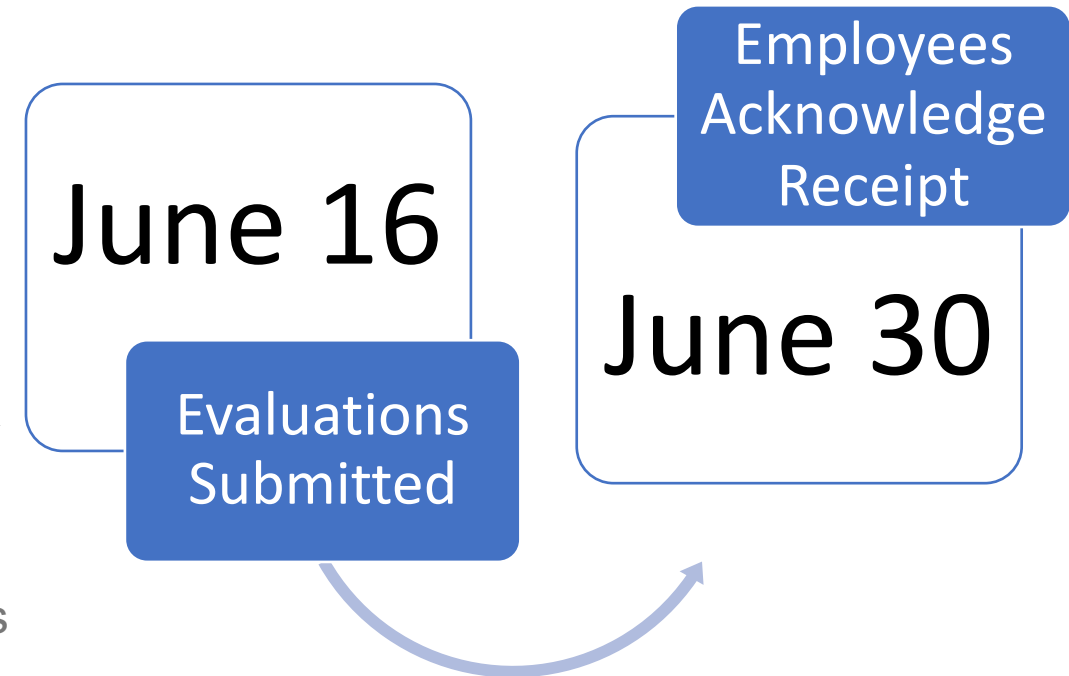 June 16
Evaluations
Submitted
Employees
Acknowledge
Receipt
June 30
s